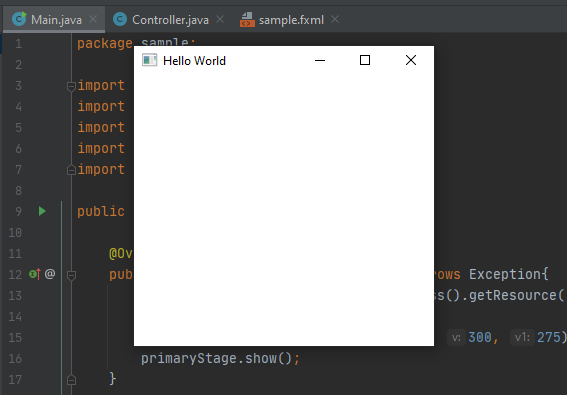 Main.java Controller.java sample.fxml
1 package sample;
Hello World
2
3 import
4 import
5 import
6 import
7 import
8
9 public
10
11 @Ov
12 pub rows Exception{
13 ss().getResource(
14
15 v: 300, v1: 275)
16 primaryStage.show();
17 }